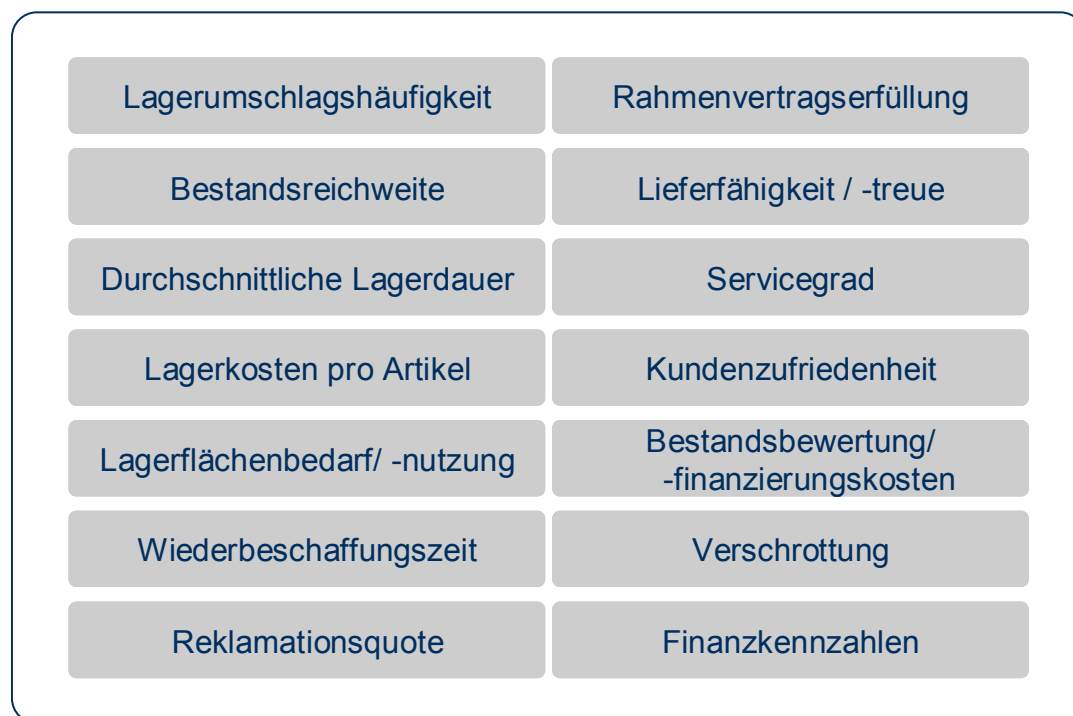 Lagerumschlagshäufigkeit
Rahmenvertragserfüllung
Bestandsreichweite
Lieferfähigkeit / -treue
Durchschnittliche Lagerdauer
Servicegrad
Lagerkosten pro Artikel
Kundenzufriedenheit
Lagerflächenbedarf/ -nutzung
Bestandsbewertung/
-finanzierungskosten
Wiederbeschaffungszeit
Verschrottung
Reklamationsquote
Finanzkennzahlen